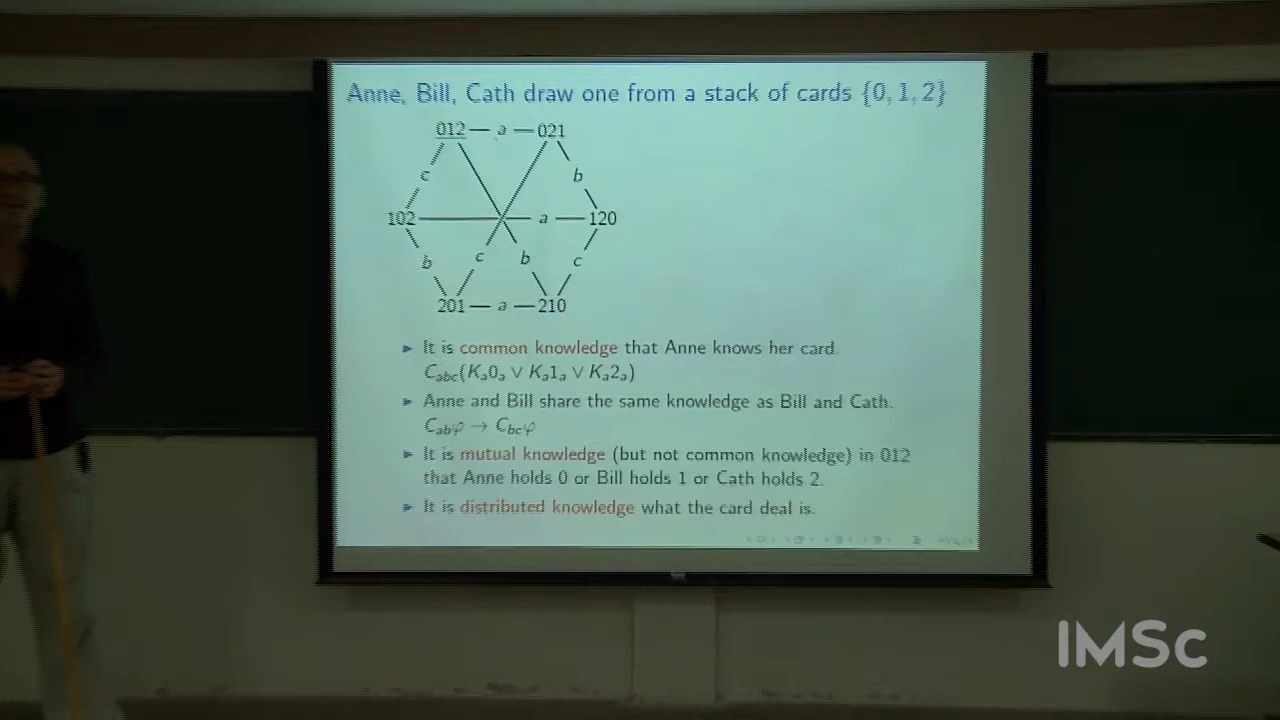 Anne, Bill, Cath draw one from a stack of cards {0, 1, 2}
012 — a — 021
c
b
102 — a — 120
b
c
b
c
201 — a — 210
It is common knowledge that Anne knows her card.
C_abc(K_a0_a ∨ K_a1_a ∨ K_a2_a)
Anne and Bill share the same knowledge as Bill and Cath.
C_abφ → C_bcφ
It is mutual knowledge (but not common knowledge) in 012
that Anne holds 0 or Bill holds 1 or Cath holds 2.
It is distributed knowledge what the card deal is.
IMSc